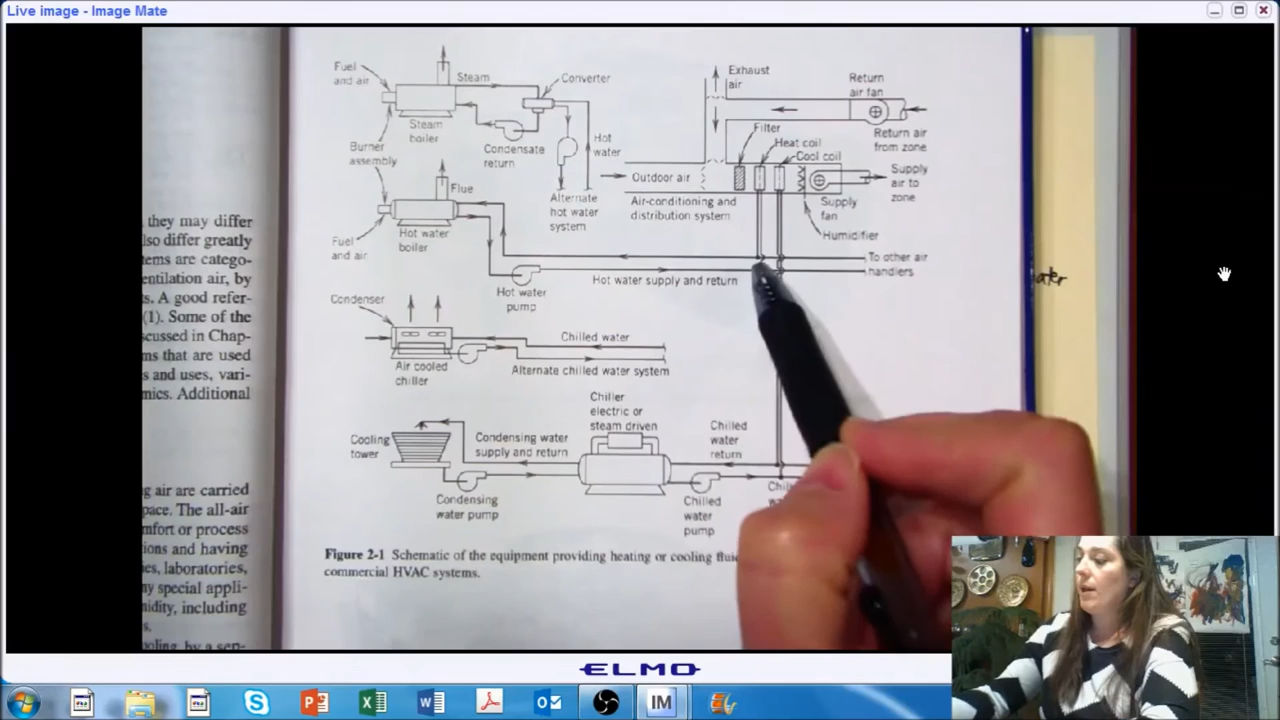 Live image - Image Mate
they may differ
lso differ greatly
tems are catego-
entilation air, by
s. A good refer-
(1). Some of the
scussed in Chap-
ms that are used
s and uses, vari-
mics. Additional
g air are carried
pace. The all-air
mfort or process
ions and having
es, laboratories,
ny special appli-
midity, including
s.
Fuel
and air
Steam
Converter
Steam
boiler
Burner
assembly
Condensate
return
Hot
water
Flue
Alternate
hot water
system
Hot water
boiler
Fuel
and air
Hot water
pump
Hot water supply and return
Exhaust
air
Return
air fan
Return air
from zone
Filter
Heat coil
Cool coil
Outdoor air
Supply
air to
zone
Air-conditioning and
distribution system
Supply
fan
Humidifier
To other air
handlers
Condenser
Air cooled
chiller
Chilled water
Alternate chilled water system
Cooling
tower
Condensing water
supply and return
Chiller
electric or
steam driven
Chilled
water
return
Condensing
water pump
Chilled
water
pump
Figure 2-1 Schematic of the equipment providing heating or cooling
commercial HVAC systems.
ater
ELMO
IM